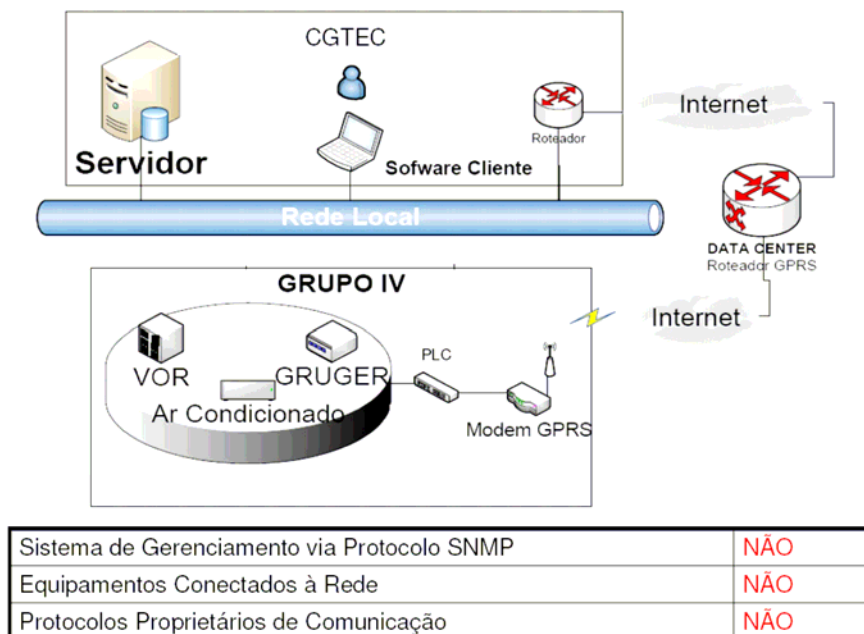 CGTEC
Servidor
Sofware Cliente
Roteador
Internet
Rede Local
DATA CENTER
Roteador GPRS
Internet
GRUPO IV
VOR
GRUGER
Ar Condicionado
PLC
Modem GPRS
Sistema de Gerenciamento via Protocolo SNMP NÃO
Equipamentos Conectados à Rede NÃO
Protocolos Proprietários de Comunicação NÃO